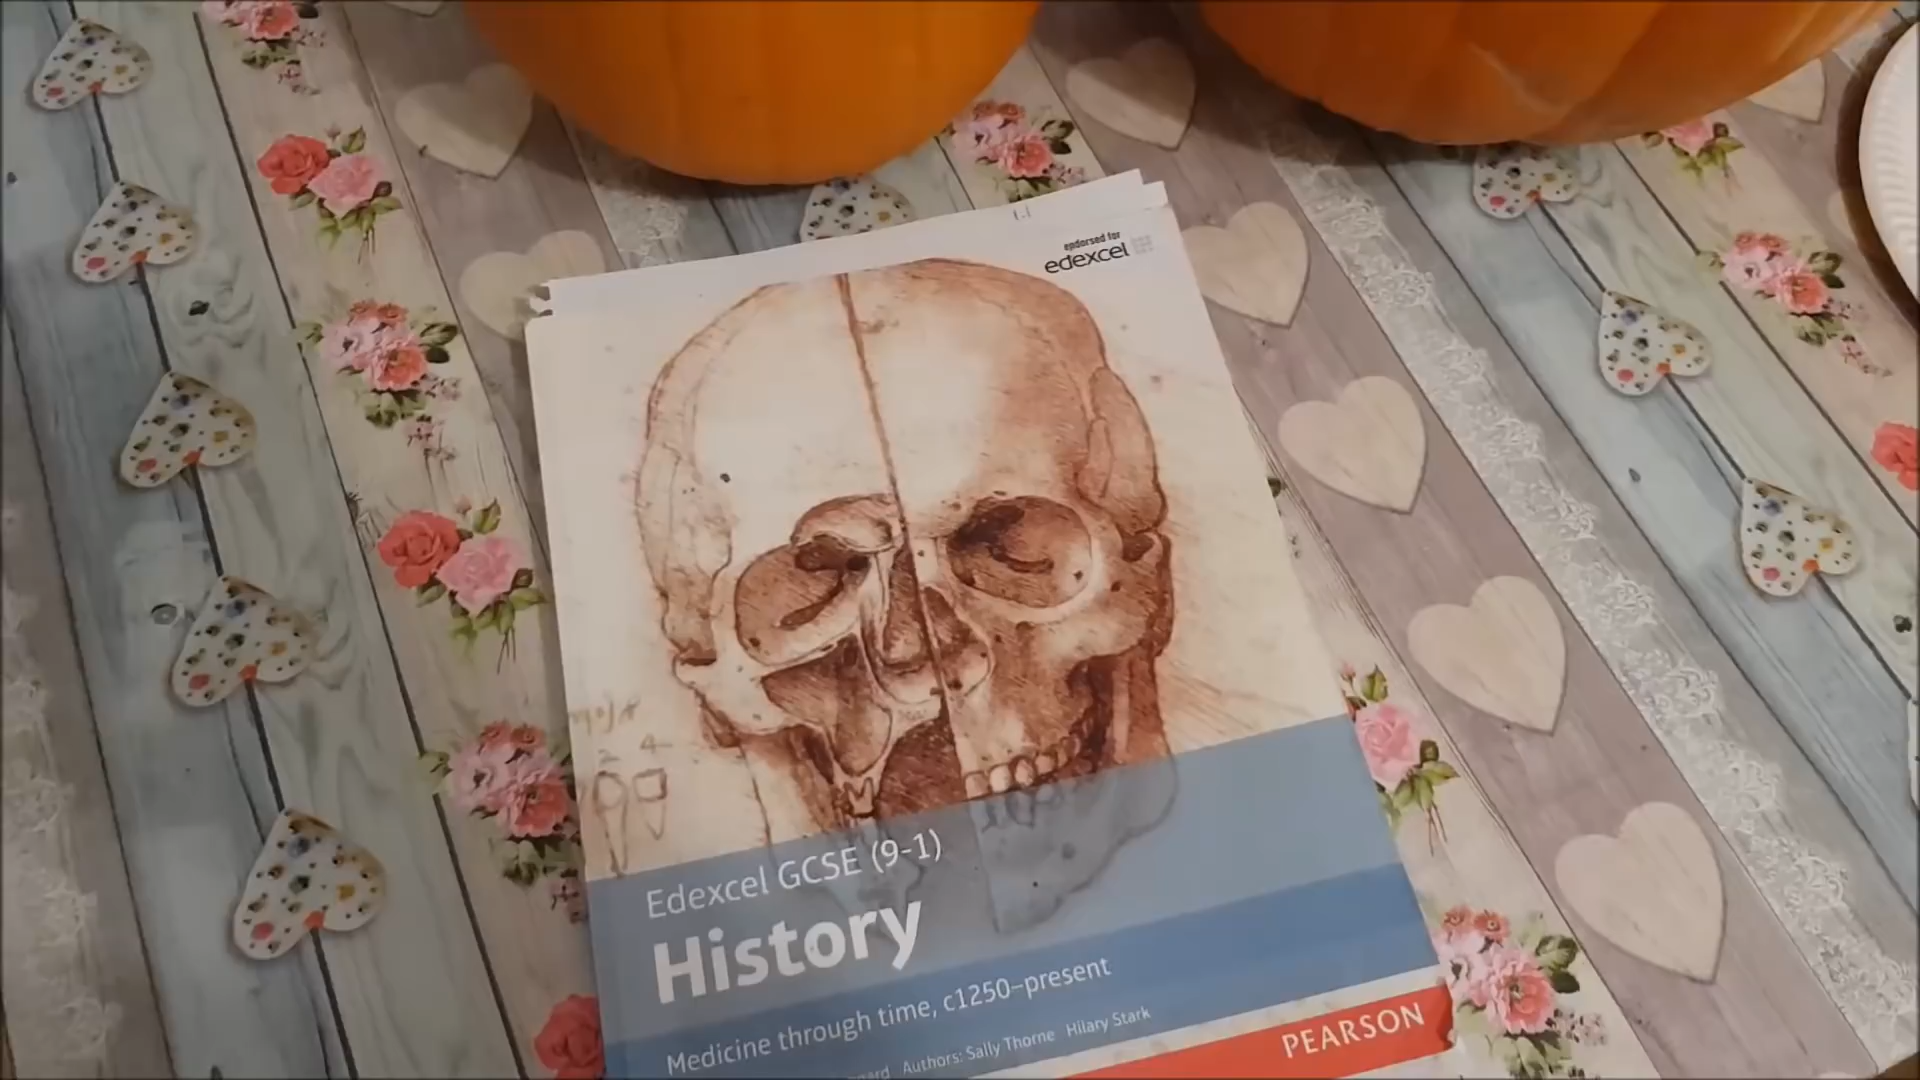 endorsed for
edexcel
Edexcel GCSE (9-1)
History
Medicine through time, c1250–present
Authors: Sally Thorne Hilary Stark
PEARSON